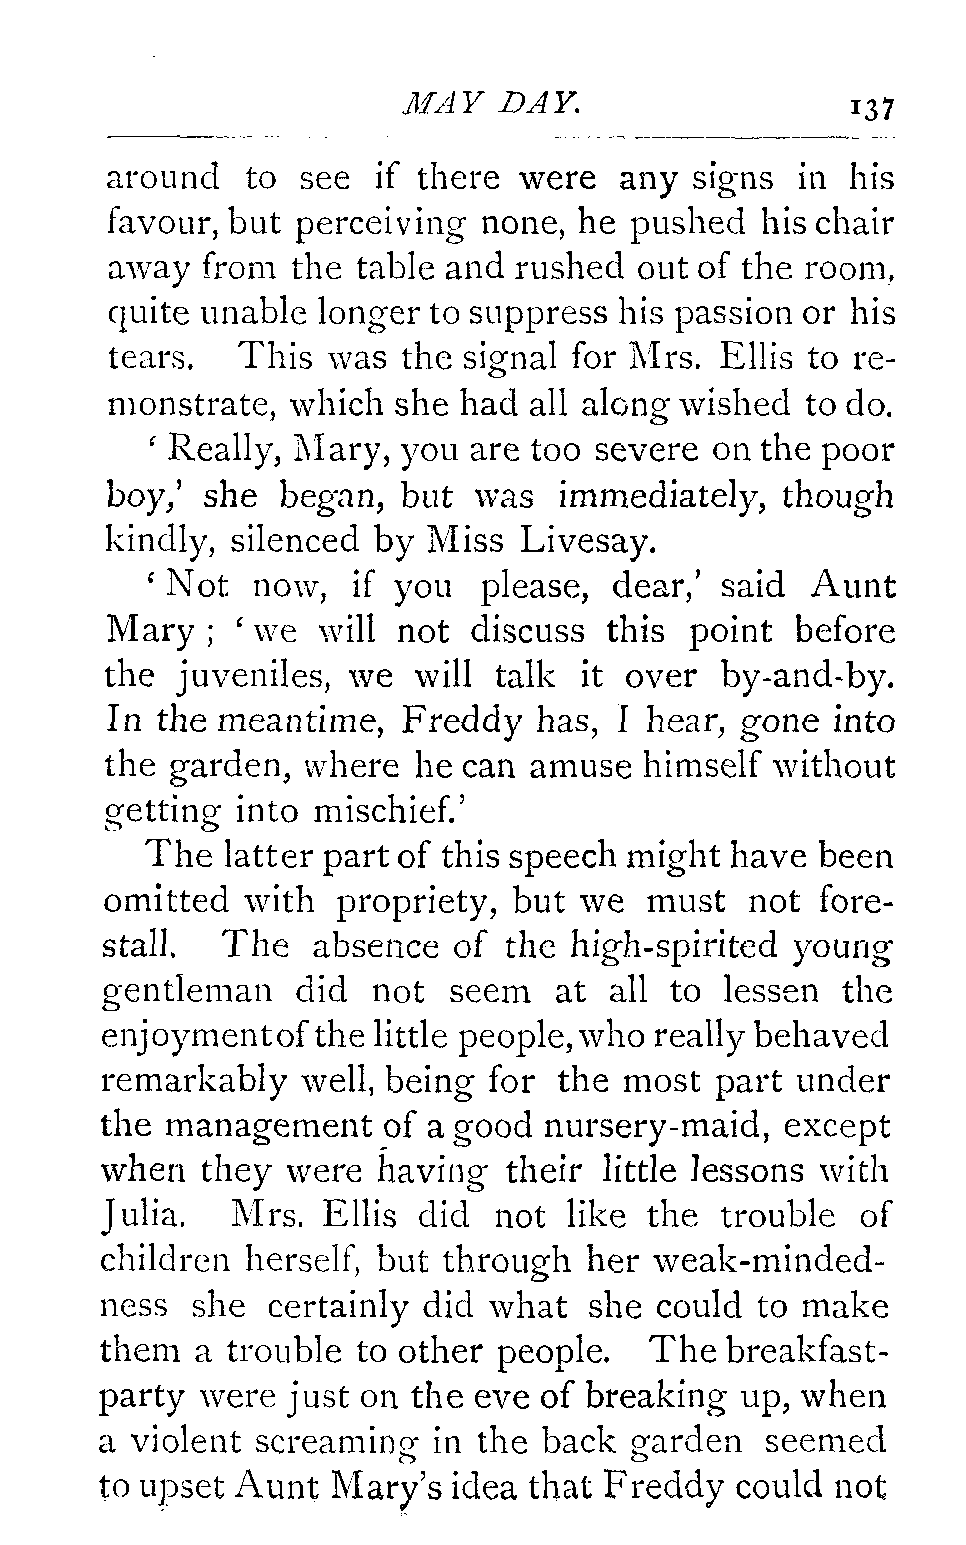 MAY DAY. 137
around to see if there were any signs in his
favour, but perceiving none, he pushed his chair
away from the table and rushed out of the room,
quite unable longer to suppress his passion or his
tears. This was the signal for Mrs. Ellis to re-
monstrate, which she had all along wished to do.
‘ Really, Mary, you are too severe on the poor
boy,’ she began, but was immediately, though
kindly, silenced by Miss Livesay.
‘ Not now, if you please, dear,’ said Aunt
Mary ; ‘ we will not discuss this point before
the juveniles, we will talk it over by-and-by.
In the meantime, Freddy has, I hear, gone into
the garden, where he can amuse himself without
getting into mischief.’
The latter part of this speech might have been
omitted with propriety, but we must not fore-
stall. The absence of the high-spirited young
gentleman did not seem at all to lessen the
enjoyment of the little people, who really behaved
remarkably well, being for the most part under
the management of a good nursery-maid, except
when they were having their little lessons with
Julia. Mrs. Ellis did not like the trouble of
children herself, but through her weak-minded-
ness she certainly did what she could to make
them a trouble to other people. The breakfast-
party were just on the eve of breaking up, when
a violent screaming in the back garden seemed
to upset Aunt Mary’s idea that Freddy could not